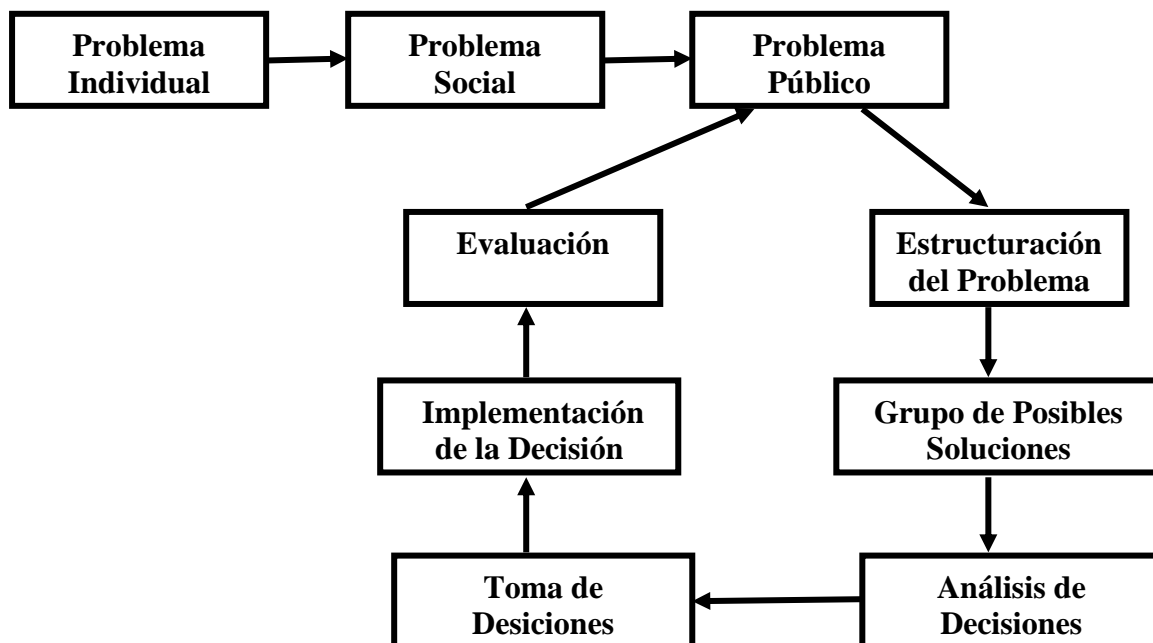 Problema
Individual
Problema
Social
Problema
Público
Evaluación
Estructuración
del Problema
Implementación
de la Decisión
Grupo de Posibles
Soluciones
Toma de
Desiciones
Análisis de
Decisiones